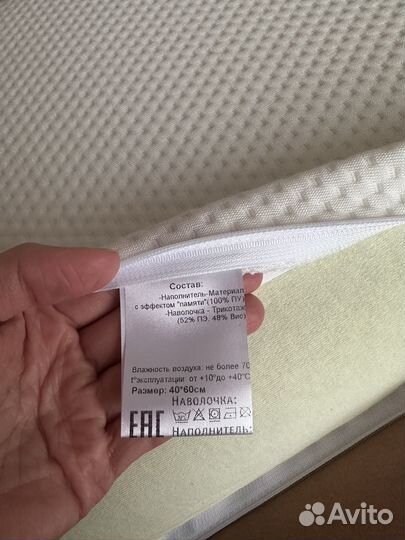 Состав:
-Наполнитель- Материал
с эффектом "памяти"(100% ПУ)
-Наволочка - Трикотаж
(52% ПЭ, 48% Вис)
Влажность воздуха: не более 70
t°эксплуатации от +10°до +40°С
Размер: 40*60см
Наволочка:
EAC
Наполнитель:
Avito